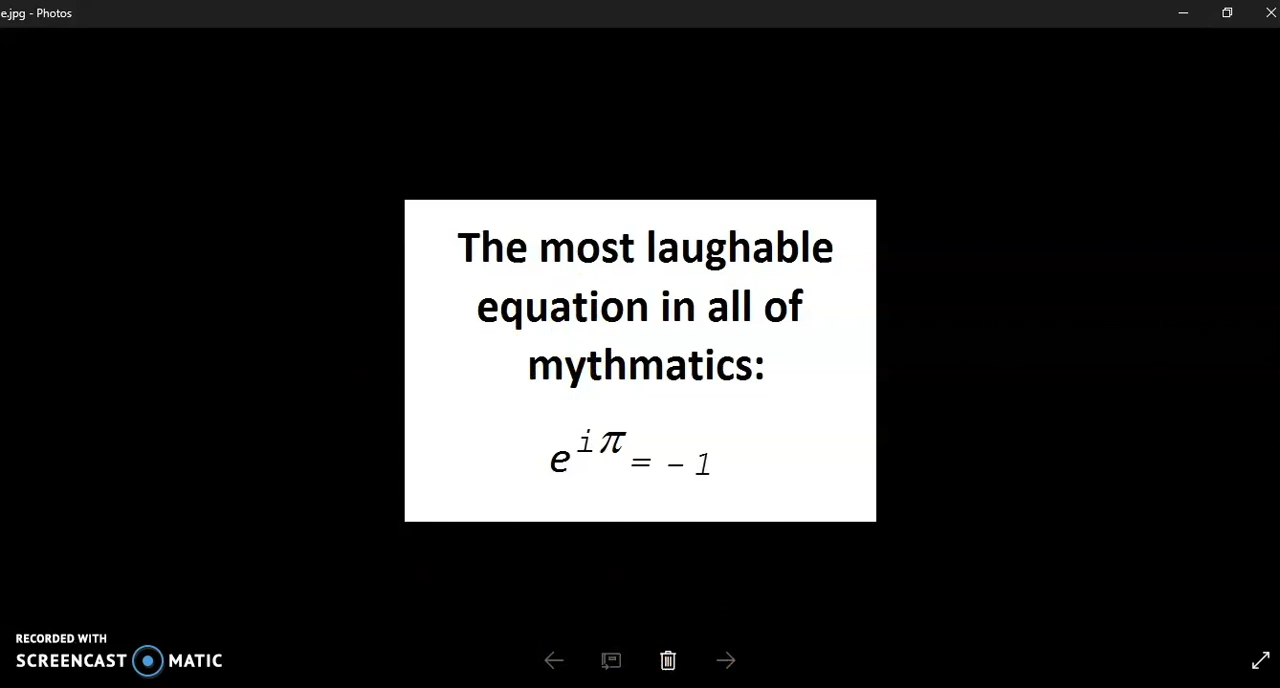 e.jpg - Photos
The most laughable
equation in all of
mythmatics:
e^{iπ} = - 1
RECORDED WITH
SCREENCAST MATIC